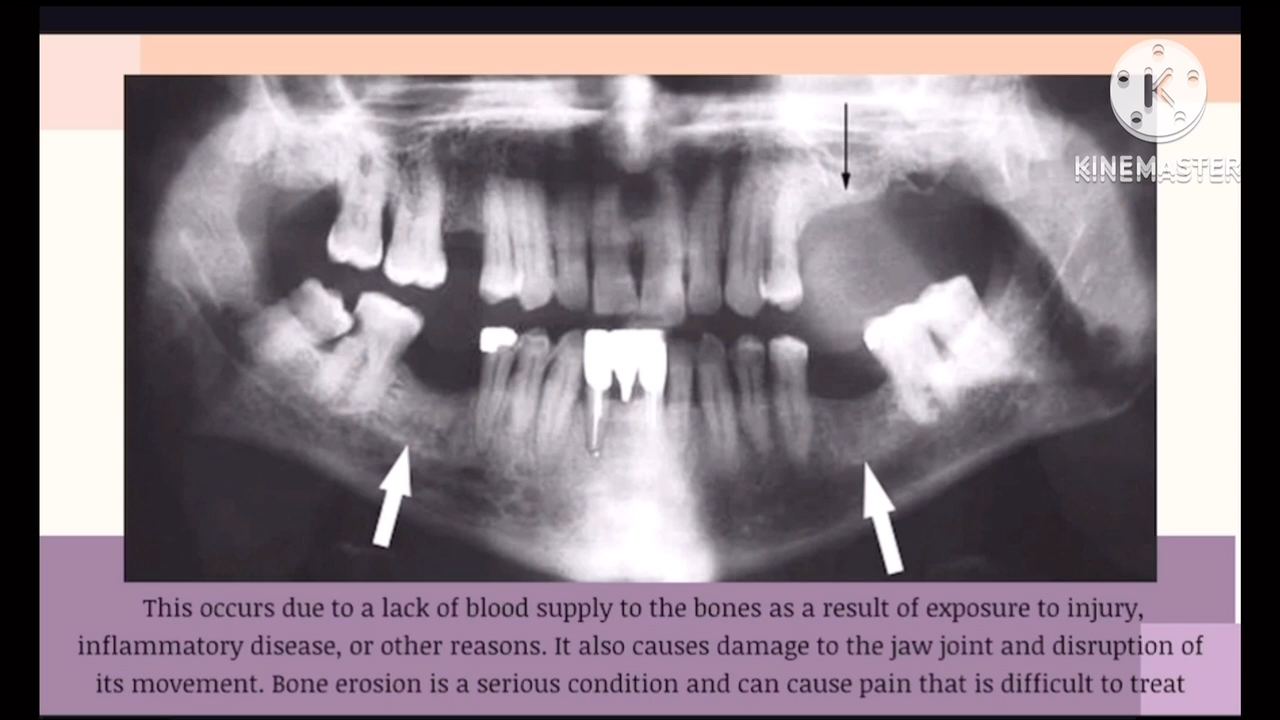 K
KINEMASTER
This occurs due to a lack of blood supply to the bones as a result of exposure to injury,
inflammatory disease, or other reasons. It also causes damage to the jaw joint and disruption of
its movement. Bone erosion is a serious condition and can cause pain that is difficult to treat